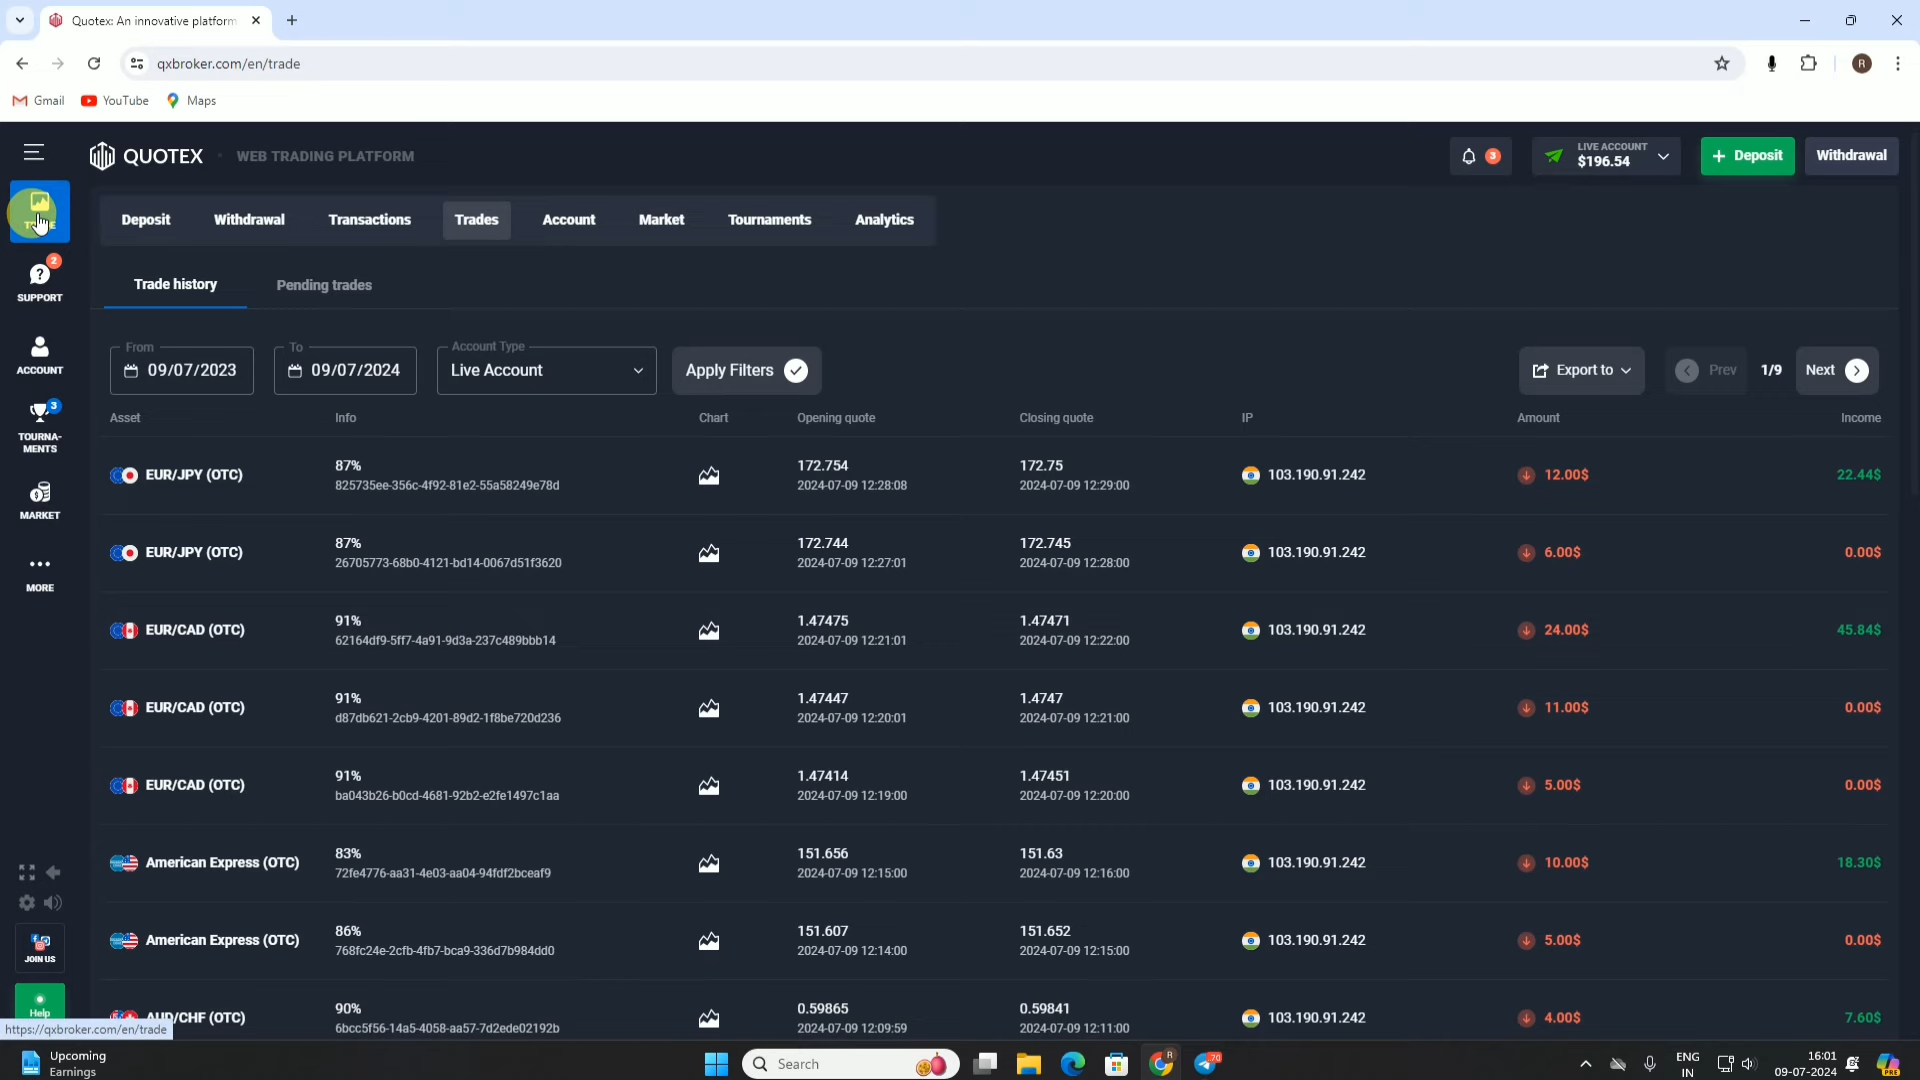 Quotex: An innovative platform
qxbroker.com/en/trade
R
Gmail YouTube Maps
QUOTEX WEB TRADING PLATFORM
3
LIVE ACCOUNT
$196.54
+ Deposit
Withdrawal
Deposit Withdrawal Transactions Trades Account Market Tournaments Analytics
2
SUPPORT
ACCOUNT
3
TOURNA-
MENTS
MARKET
MORE
JOIN US
Help
Trade history Pending trades
From
09/07/2023
To
09/07/2024
Account Type
Live Account
Apply Filters
Export to
Prev 1/9 Next
Asset Info Chart Opening quote Closing quote IP Amount Income
EUR/JPY (OTC) 87% 172.754 172.75 103.190.91.242 12.00$ 22.44$
825735ee-356c-4f92-81e2-55a58249e78d 2024-07-09 12:28:08 2024-07-09 12:29:00
EUR/JPY (OTC) 87% 172.744 172.745 103.190.91.242 6.00$ 0.00$
26705773-68b0-4121-bd14-0067d51f3620 2024-07-09 12:27:01 2024-07-09 12:28:00
EUR/CAD (OTC) 91% 1.47475 1.47471 103.190.91.242 24.00$ 45.84$
62164df9-5ff7-4a91-9d3a-237c489bbb14 2024-07-09 12:21:01 2024-07-09 12:22:00
EUR/CAD (OTC) 91% 1.47447 1.4747 103.190.91.242 11.00$ 0.00$
d87db621-2cb9-4201-89d2-1f8be720d236 2024-07-09 12:20:01 2024-07-09 12:21:00
EUR/CAD (OTC) 91% 1.47414 1.47451 103.190.91.242 5.00$ 0.00$
ba043b26-b0cd-4681-92b2-e2fe1497c1aa 2024-07-09 12:19:00 2024-07-09 12:20:00
American Express (OTC) 83% 151.656 151.63 103.190.91.242 10.00$ 18.30$
72fe4776-aa31-4e03-aa04-94fdf2bceaf9 2024-07-09 12:15:00 2024-07-09 12:16:00
American Express (OTC) 86% 151.607 151.652 103.190.91.242 5.00$ 0.00$
768fc24e-2cfb-4fb7-bca9-336d7b984dd0 2024-07-09 12:14:00 2024-07-09 12:15:00
AUD/CHF (OTC) 90% 0.59865 0.59841 103.190.91.242 4.00$ 7.60$
6bcc5f56-14a5-4058-aa57-7d2ede02192b 2024-07-09 12:09:59 2024-07-09 12:11:00
https://qxbroker.com/en/trade
Upcoming
Earnings
Search
R
70
ENG
IN
16:01
09-07-2024
PRE